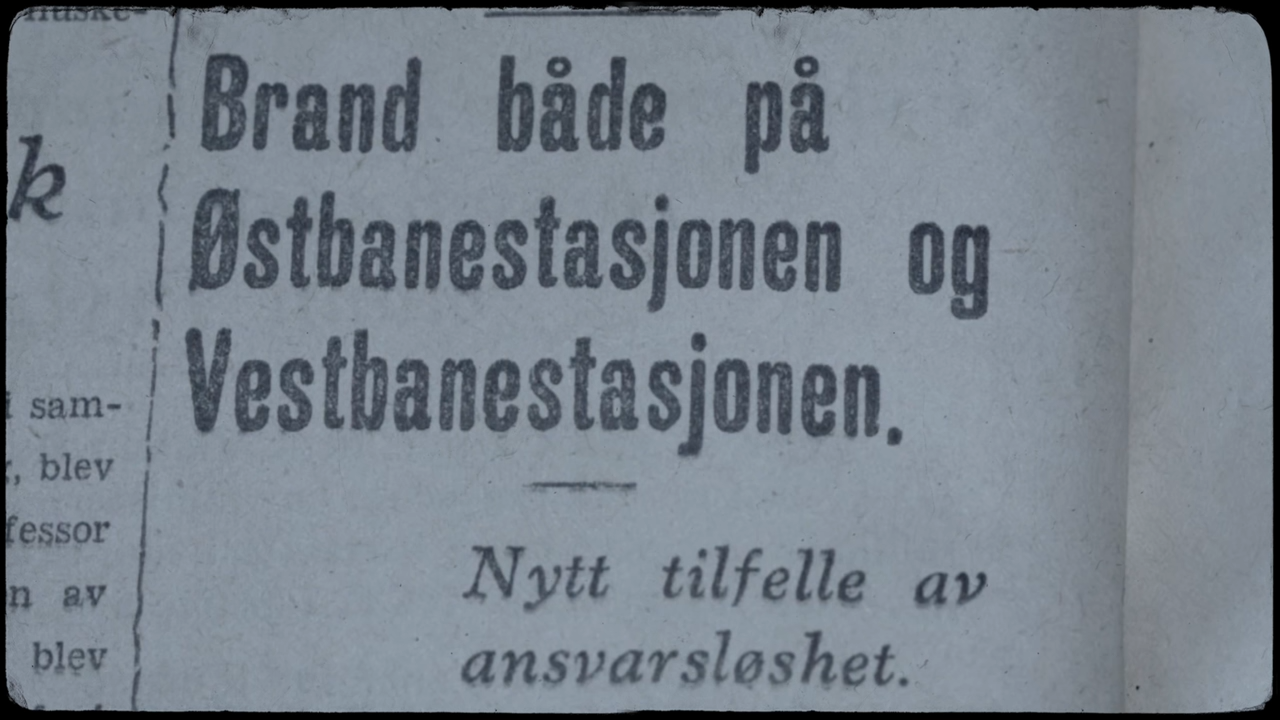 k
sam-
blev
fessor
av
blev
Brand både på
Østbanestasjonen og
Vestbanestasjonen.
Nytt tilfelle av
ansvarsløshet.